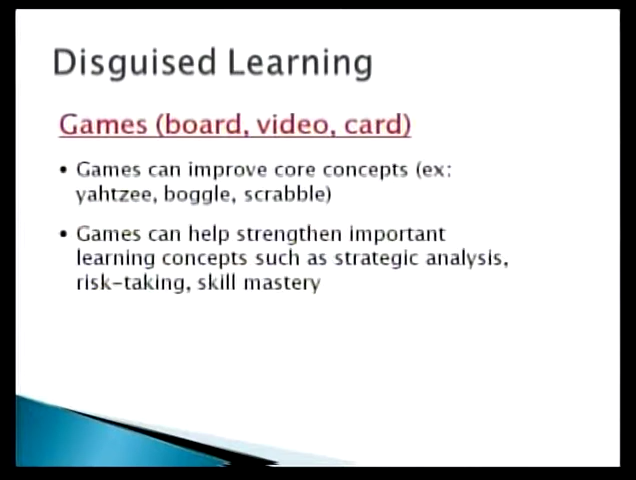 Disguised Learning
Games (board, video, card)
• Games can improve core concepts (ex:
yahtzee, boggle, scrabble)
• Games can help strengthen important
learning concepts such as strategic analysis,
risk-taking, skill mastery